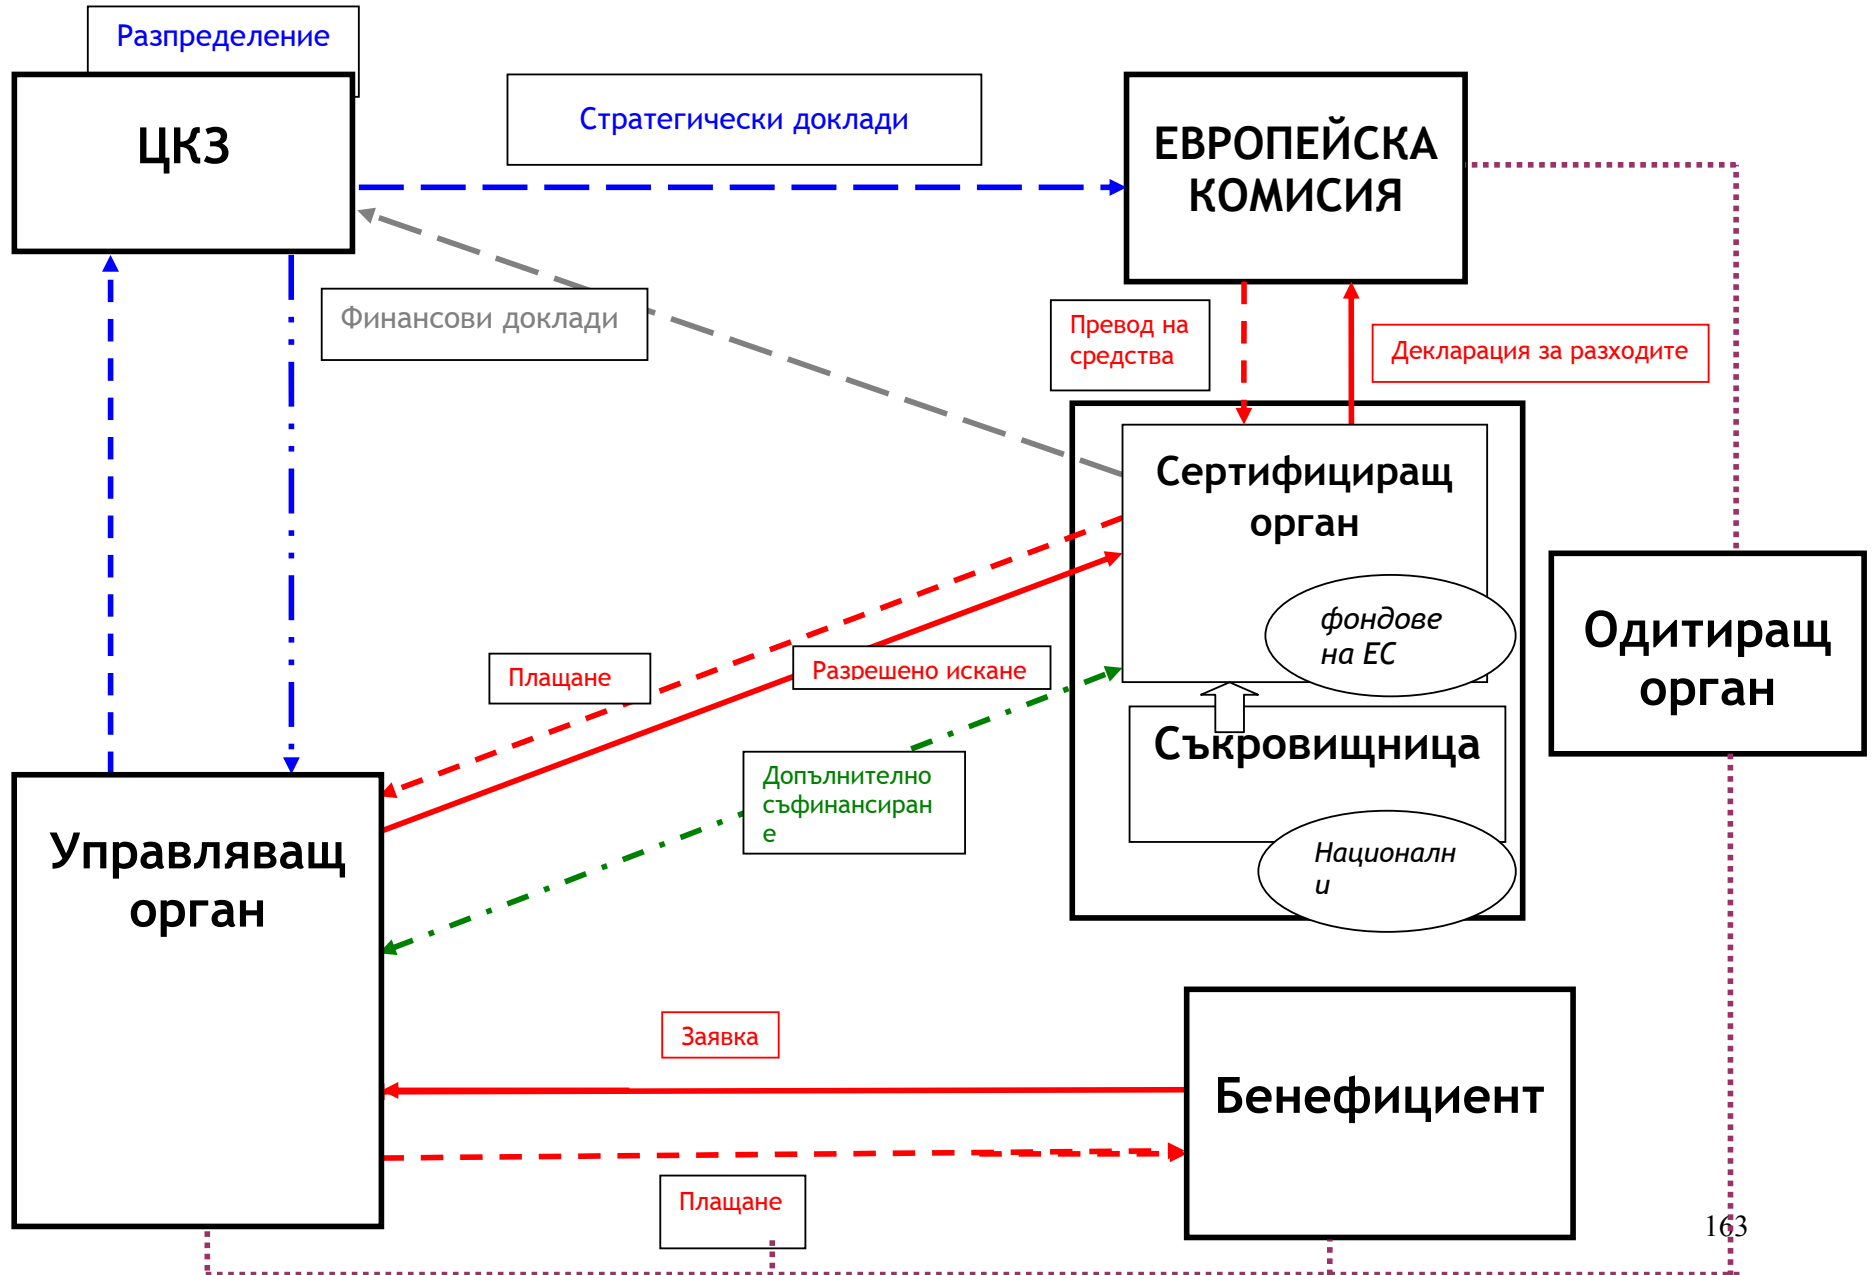 Разпределение
ЦКЗ
Стратегически доклади
ЕВРОПЕЙСКА
КОМИСИЯ
Финансови доклади
Превод на
средства
Декларация за разходите
Сертифициращ
орган
фондове
на ЕС
Одитиращ
орган
Плащане
Разрешено искане
Съкровищница
Допълнително
съфинансиран
е
Националн
и
Управляващ
орган
Заявка
Бенефициент
Плащане
163